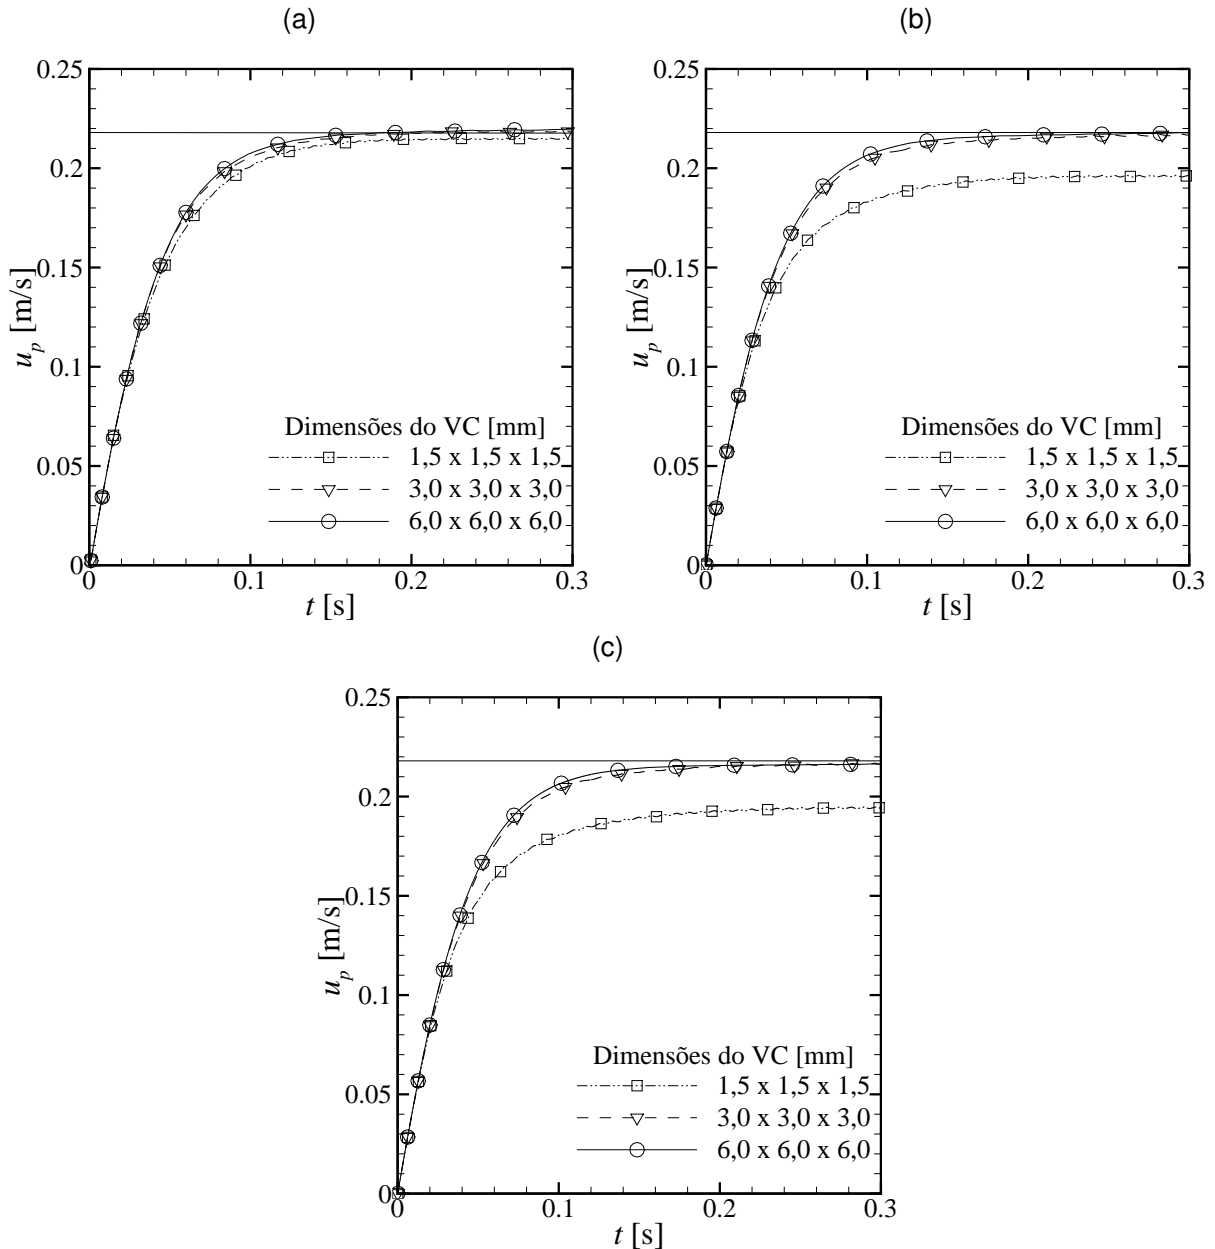 (a)
0.25
0.2
0.15
0.1
0.05
0
u_p [m/s]
Dimensões do VC [mm]
1,5 x 1,5 x 1,5
3,0 x 3,0 x 3,0
6,0 x 6,0 x 6,0
0 0.1 0.2 0.3
t [s]
(b)
0.25
0.2
0.15
0.1
0.05
0
u_p [m/s]
Dimensões do VC [mm]
1,5 x 1,5 x 1,5
3,0 x 3,0 x 3,0
6,0 x 6,0 x 6,0
0 0.1 0.2 0.3
t [s]
(c)
0.25
0.2
0.15
0.1
0.05
0
u_p [m/s]
Dimensões do VC [mm]
1,5 x 1,5 x 1,5
3,0 x 3,0 x 3,0
6,0 x 6,0 x 6,0
0 0.1 0.2 0.3
t [s]